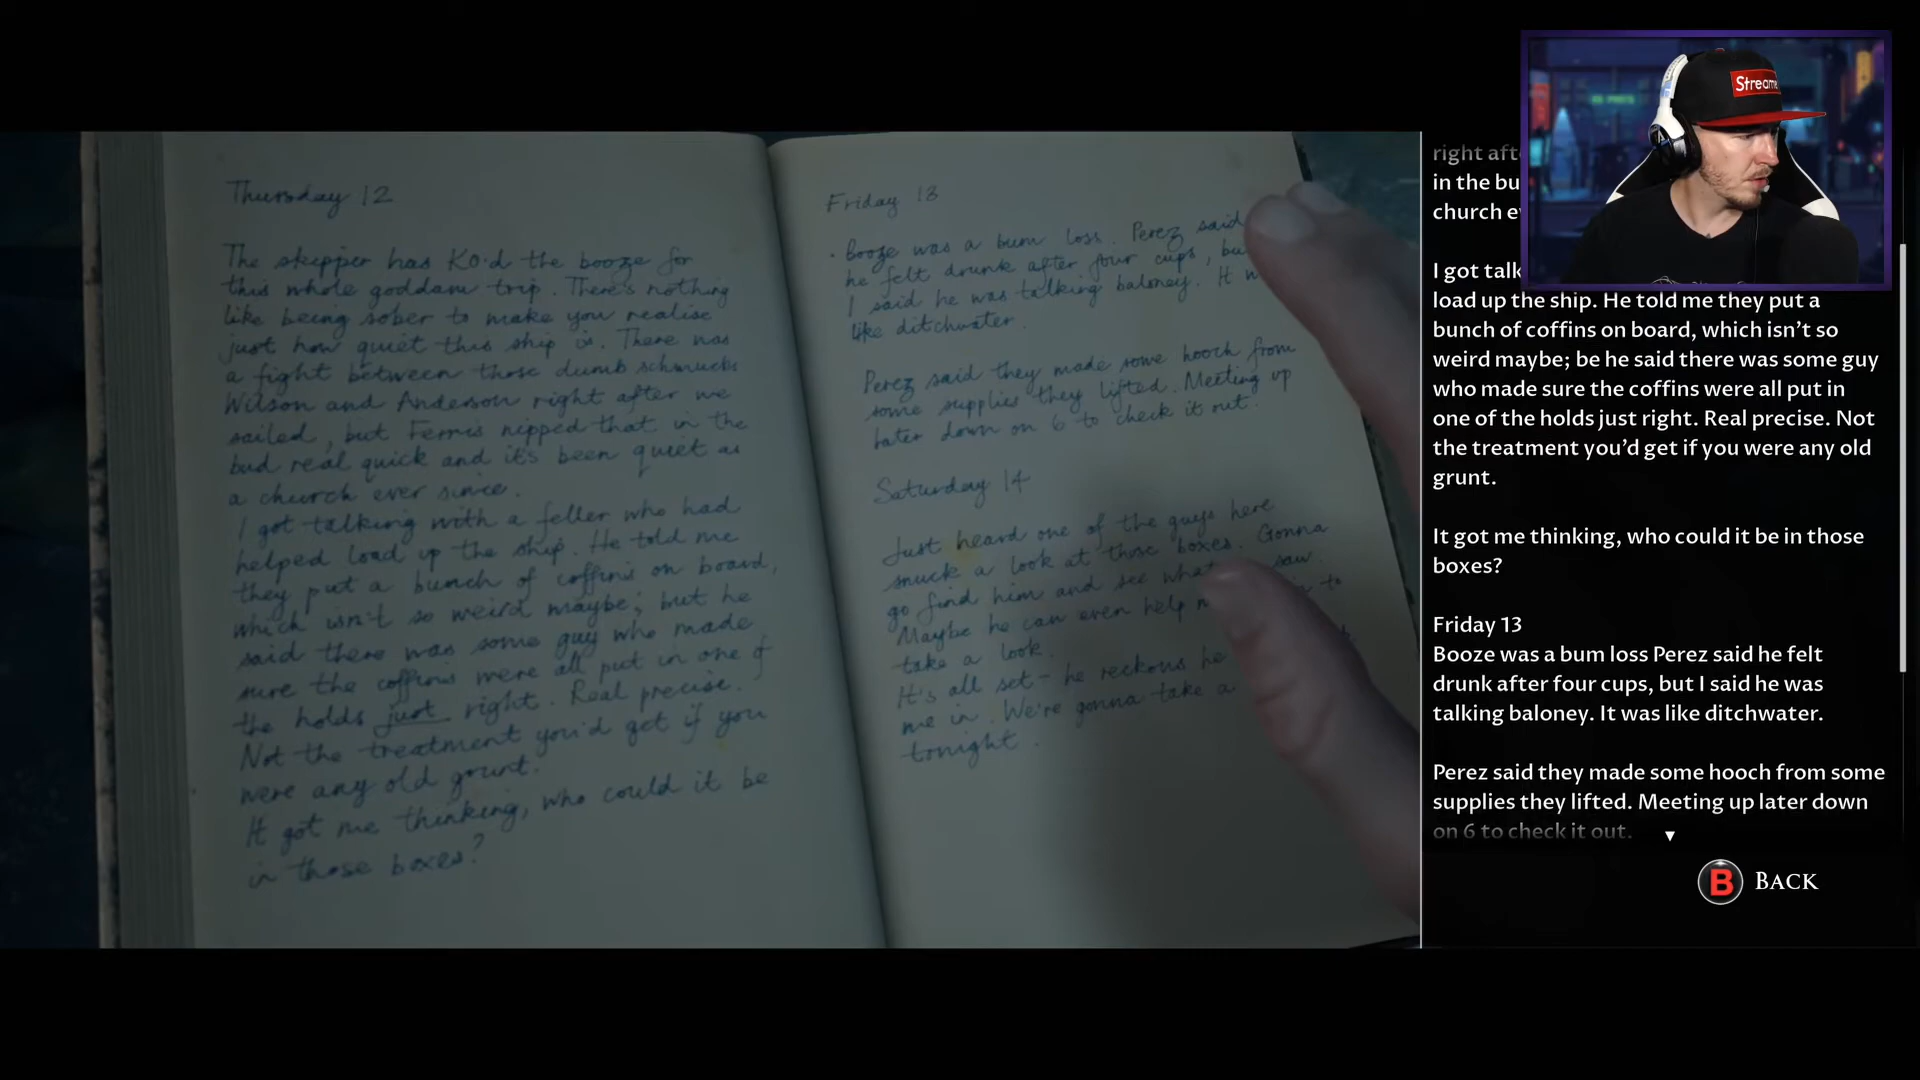 Thursday 12
The skipper has KO'd the booze for
this whole goddam trip. There's nothing
like being sober to make you realise
just how quiet this ship is. There was
a fight between those dumb schmucks
Wilson and Anderson right after we
sailed, but Ferris nipped that in the
bud real quick and it's been quiet as
a church ever since.
I got talking with a feller who had
helped load up the ship. He told me
they put a bunch of coffins on board,
which isn't so weird maybe; but he
said there was some guy who made
sure the coffins were all put in one of
the holds just right. Real precise.
Not the treatment you'd get if you
were any old grunt.
It got me thinking, who could it be
in those boxes?
Friday 13
Booze was a bum loss. Perez said
he felt drunk after four cups, but
I said he was talking baloney. It
like ditchwater.
Perez said they made some hooch from
some supplies they lifted. Meeting up
later down on 6 to check it out.
Saturday 14
Just heard one of the guys here
snuck a look at those boxes. Gonna
go find him and see what saw.
Maybe he can even help to
take a look.
It's all set - he reckons he
me in. We're gonna take a
tonight.
Streame
right aft
in the bu
church e
I got talk
load up the ship. He told me they put a
bunch of coffins on board, which isn't so
weird maybe; be he said there was some guy
who made sure the coffins were all put in
one of the holds just right. Real precise. Not
the treatment you'd get if you were any old
grunt.
It got me thinking, who could it be in those
boxes?
Friday 13
Booze was a bum loss Perez said he felt
drunk after four cups, but I said he was
talking baloney. It was like ditchwater.
Perez said they made some hooch from some
supplies they lifted. Meeting up later down
on 6 to check it out.
B BACK